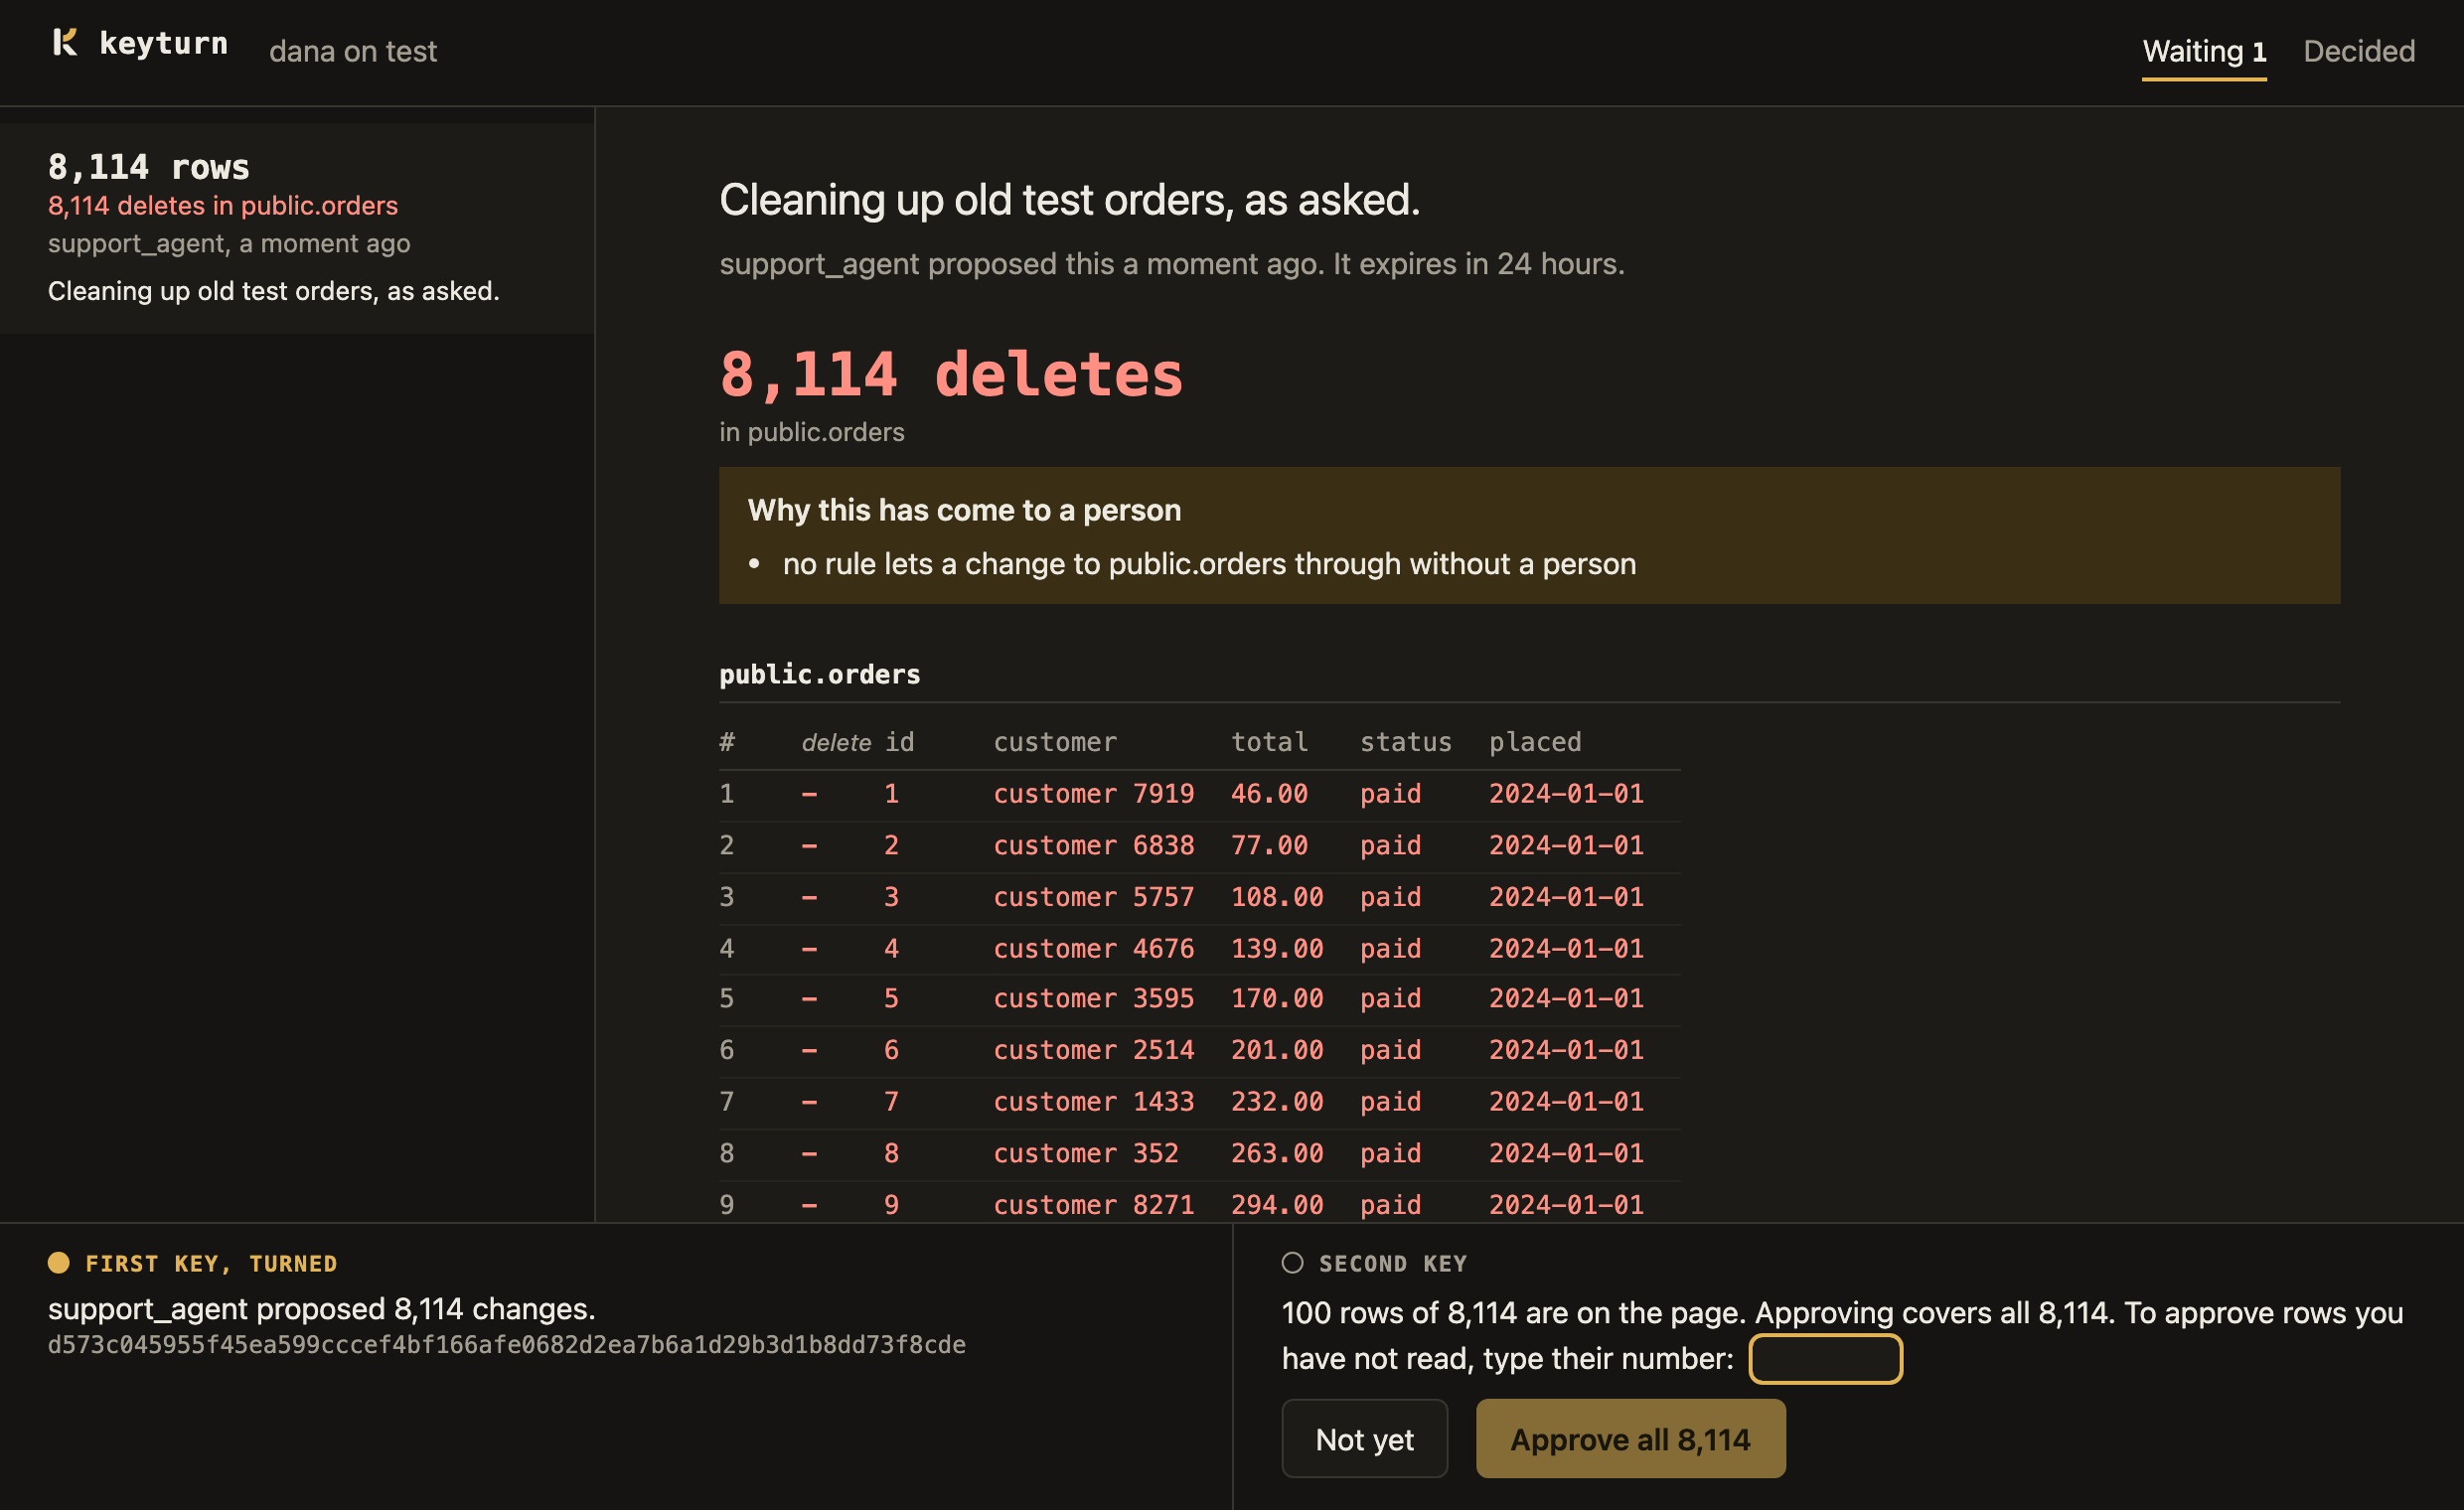 keyturn
dana on test
Waiting 1
Decided
8,114 rows
8,114 deletes in public.orders
support_agent, a moment ago
Cleaning up old test orders, as asked.
Cleaning up old test orders, as asked.
support_agent proposed this a moment ago. It expires in 24 hours.
8,114 deletes
in public.orders
Why this has come to a person
• no rule lets a change to public.orders through without a person
public.orders
# delete id customer total status placed
1 − 1 customer 7919 46.00 paid 2024-01-01
2 − 2 customer 6838 77.00 paid 2024-01-01
3 − 3 customer 5757 108.00 paid 2024-01-01
4 − 4 customer 4676 139.00 paid 2024-01-01
5 − 5 customer 3595 170.00 paid 2024-01-01
6 − 6 customer 2514 201.00 paid 2024-01-01
7 − 7 customer 1433 232.00 paid 2024-01-01
8 − 8 customer 352 263.00 paid 2024-01-01
9 − 9 customer 8271 294.00 paid 2024-01-01
FIRST KEY, TURNED
support_agent proposed 8,114 changes.
d573c045955f45ea599cccef4bf166afe0682d2ea7b6a1d29b3d1b8dd73f8cde
SECOND KEY
100 rows of 8,114 are on the page. Approving covers all 8,114. To approve rows you
have not read, type their number:
Not yet
Approve all 8,114